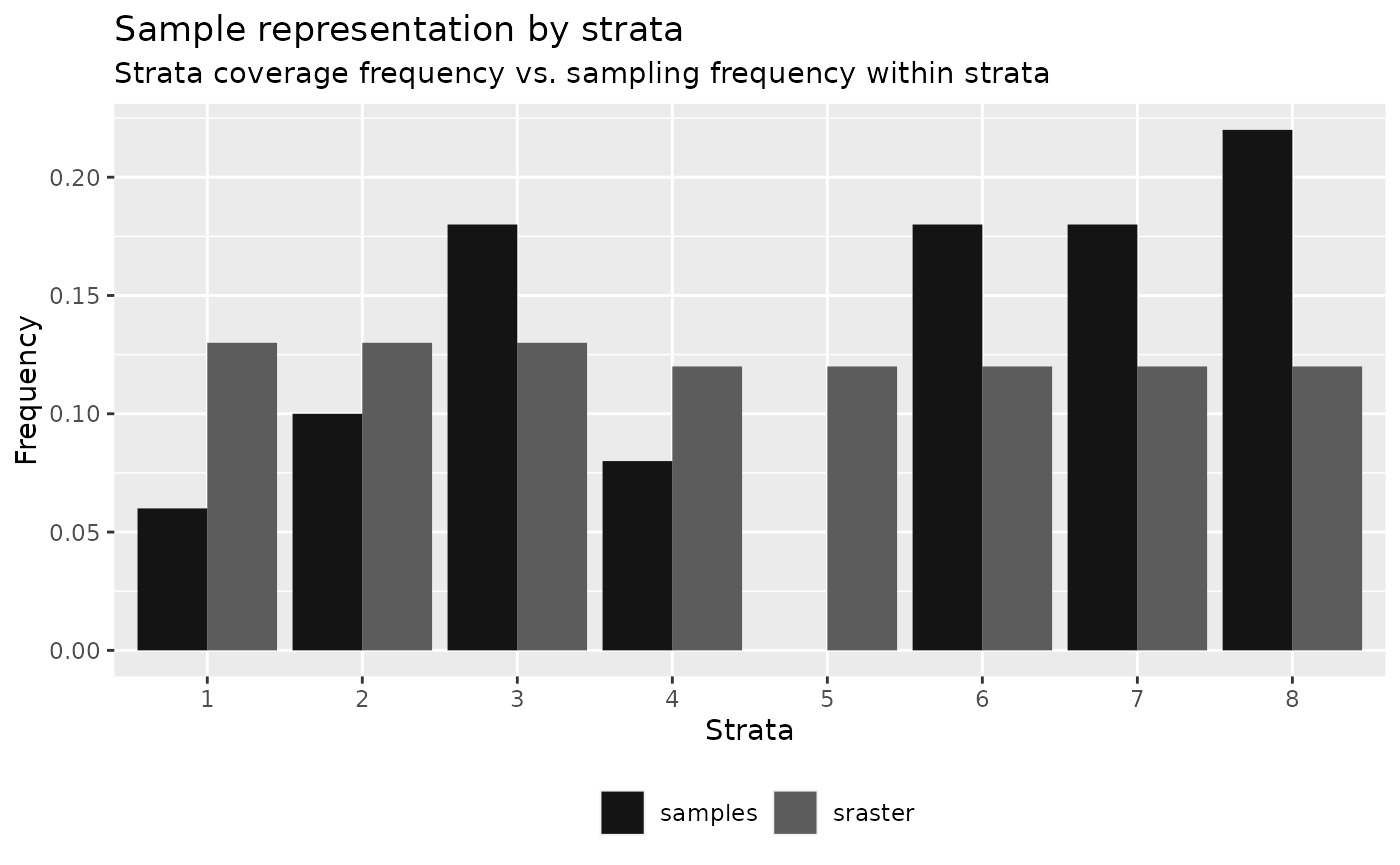 Sample representation by strata
Strata coverage frequency vs. sampling frequency within strata
Frequency
0.20
0.15
0.10
0.05
0.00
1 2 3 4 5 6 7 8
Strata
samples sraster